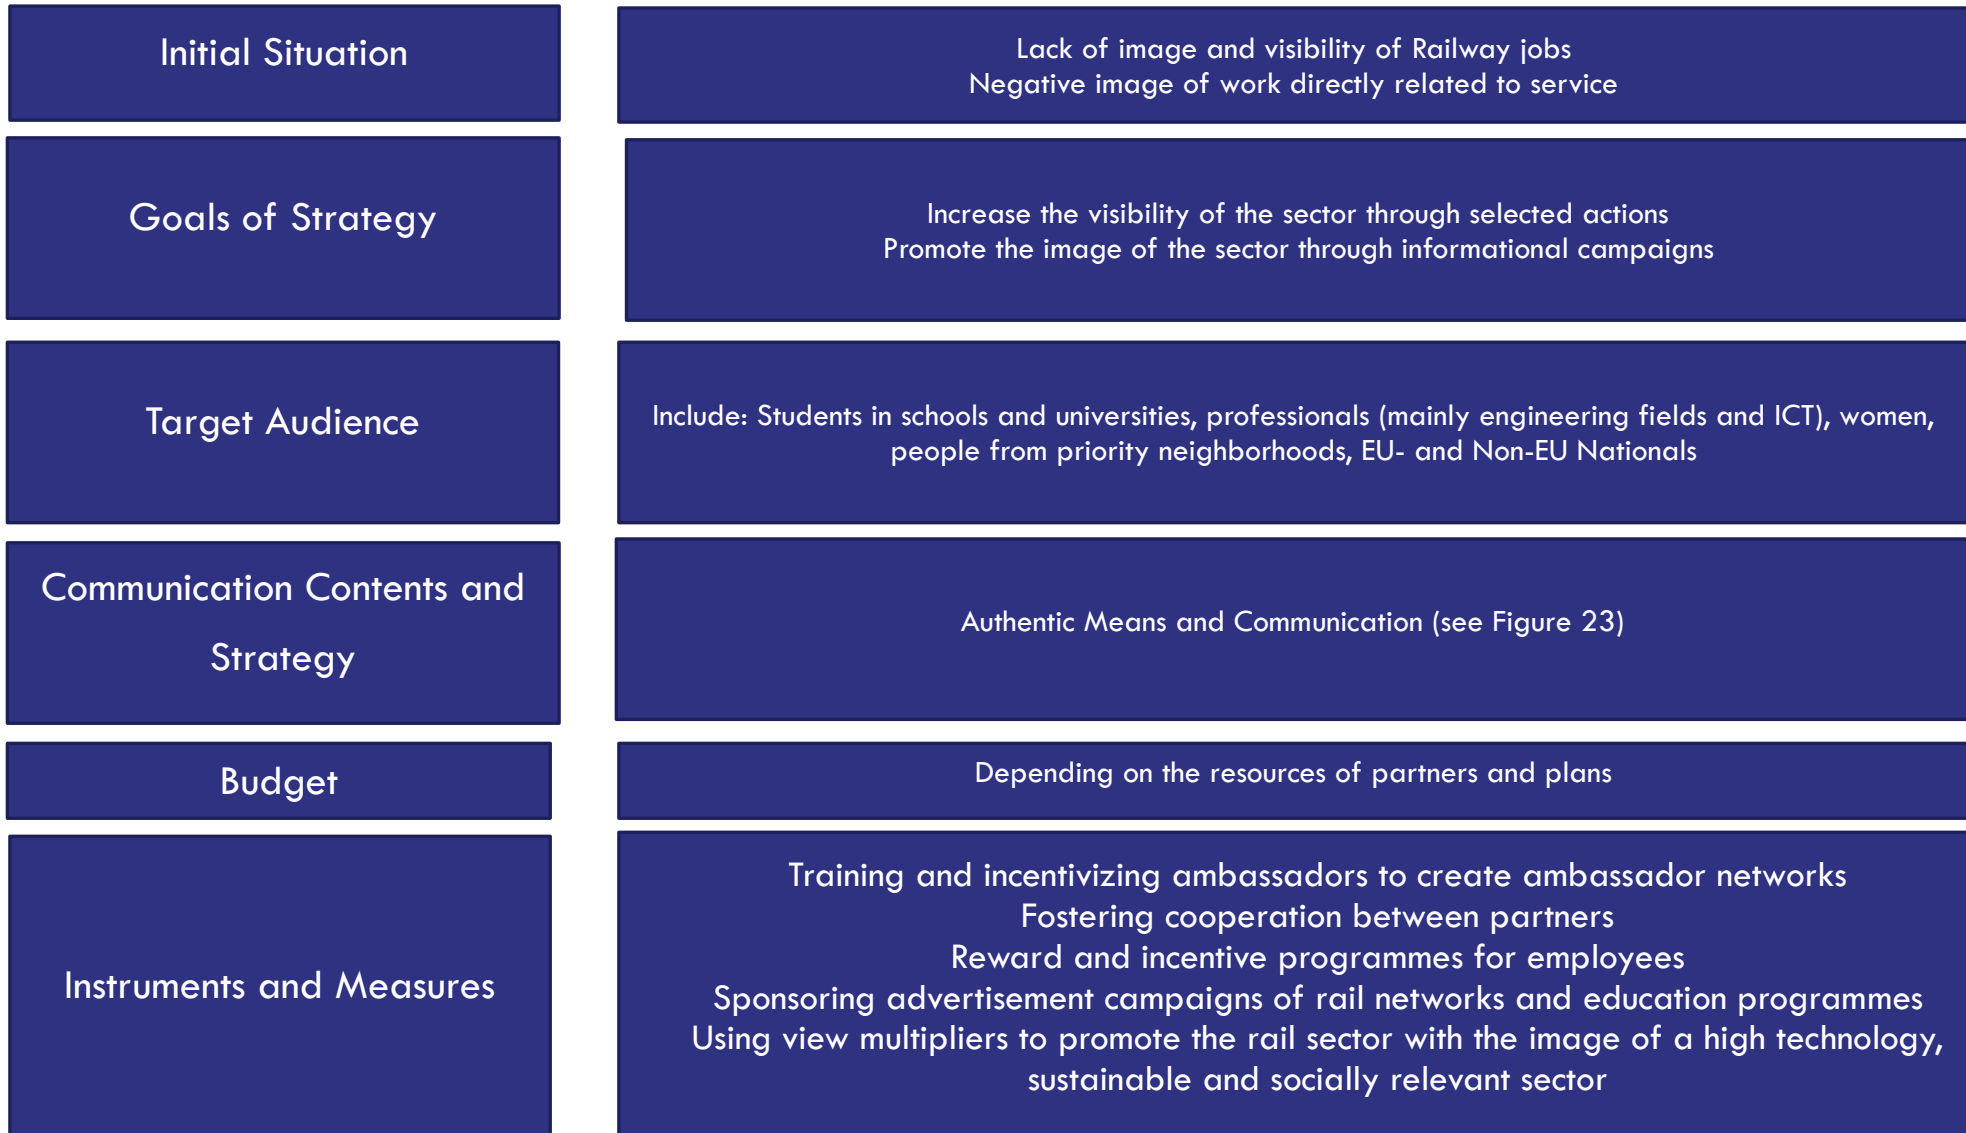 Initial Situation
Lack of image and visibility of Railway jobs
Negative image of work directly related to service
Goals of Strategy
Increase the visibility of the sector through selected actions
Promote the image of the sector through informational campaigns
Target Audience
Include: Students in schools and universities, professionals (mainly engineering fields and ICT), women,
people from priority neighborhoods, EU- and Non-EU Nationals
Communication Contents and
Strategy
Authentic Means and Communication (see Figure 23)
Budget
Depending on the resources of partners and plans
Instruments and Measures
Training and incentivizing ambassadors to create ambassador networks
Fostering cooperation between partners
Reward and incentive programmes for employees
Sponsoring advertisement campaigns of rail networks and education programmes
Using view multipliers to promote the rail sector with the image of a high technology,
sustainable and socially relevant sector